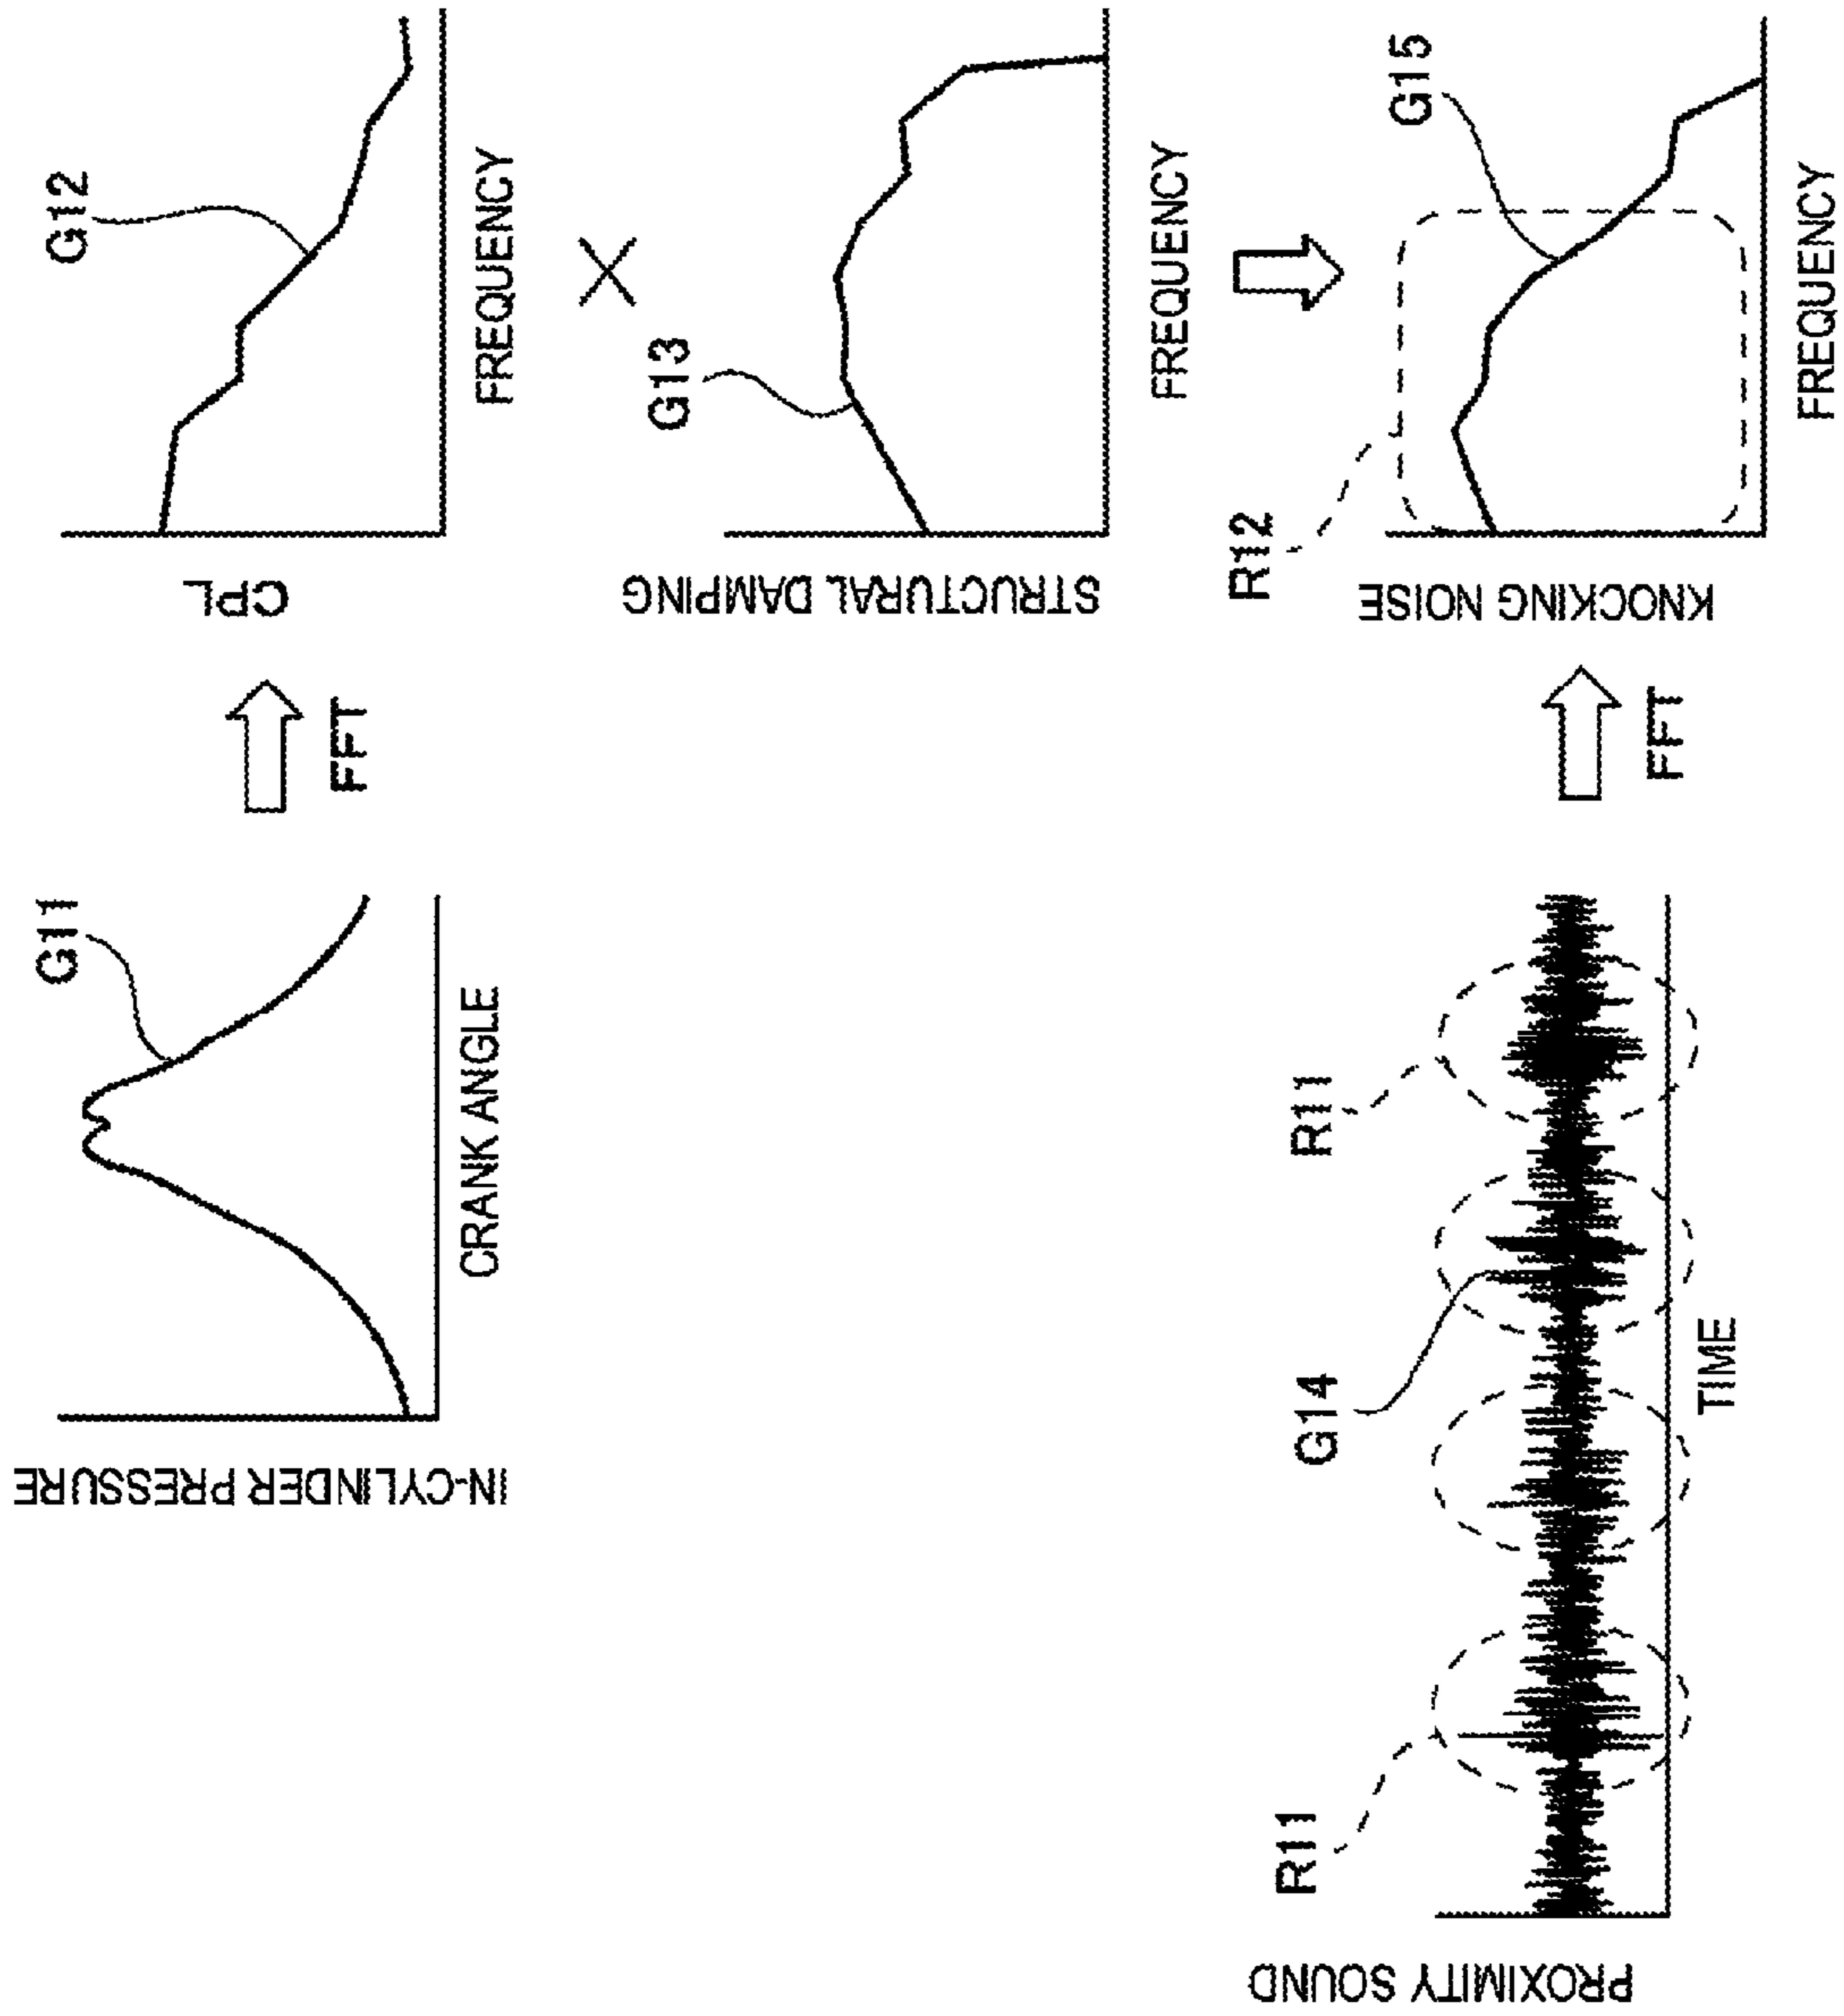 IN-CYLINDER PRESSURE
G11
CRANK ANGLE
FFT
CPL
G12
FREQUENCY
×
STRUCTURAL DAMPING
G13
FREQUENCY
PROXIMITY SOUND
R11
G14
R11
TIME
FFT
KNOCKING NOISE
R12
G15
FREQUENCY